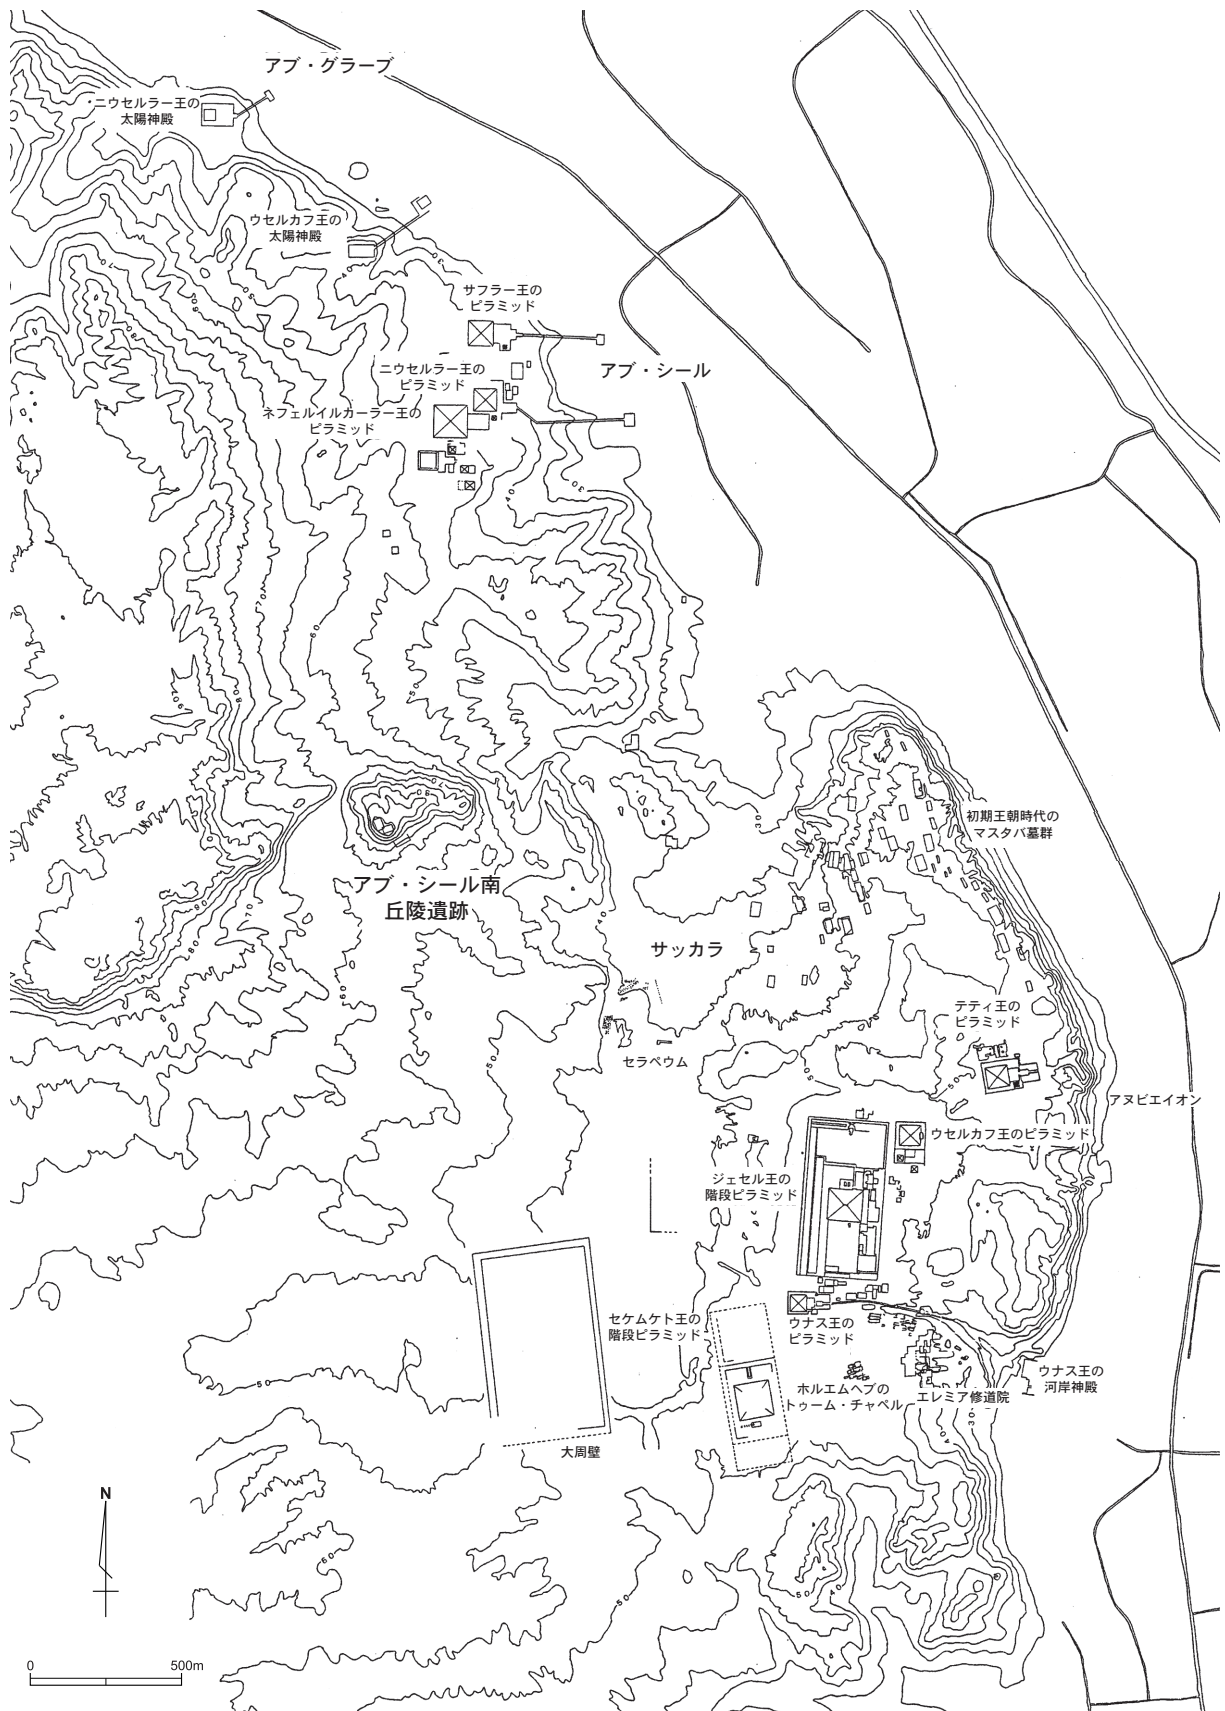 アブ・グラーブ
ニウセルラー王の
太陽神殿
ウセルカフ王の
太陽神殿
サフラー王の
ピラミッド
ニウセルラー王の
ピラミッド
アブ・シール
ネフェルイルカーラー王の
ピラミッド
初期王朝時代の
マスタバ墓群
アブ・シール南
丘陵遺跡
サッカラ
テティ王の
ピラミッド
セラペウム
アヌビエイオン
ウセルカフ王のピラミッド
ジェセル王の
階段ピラミッド
セケムケト王の
階段ピラミッド
ウナス王の
ピラミッド
ウナス王の
河岸神殿
ホルエムヘブの
トゥーム・チャペル
エレミア修道院
大周壁
N
0 500m
50
50
50
60